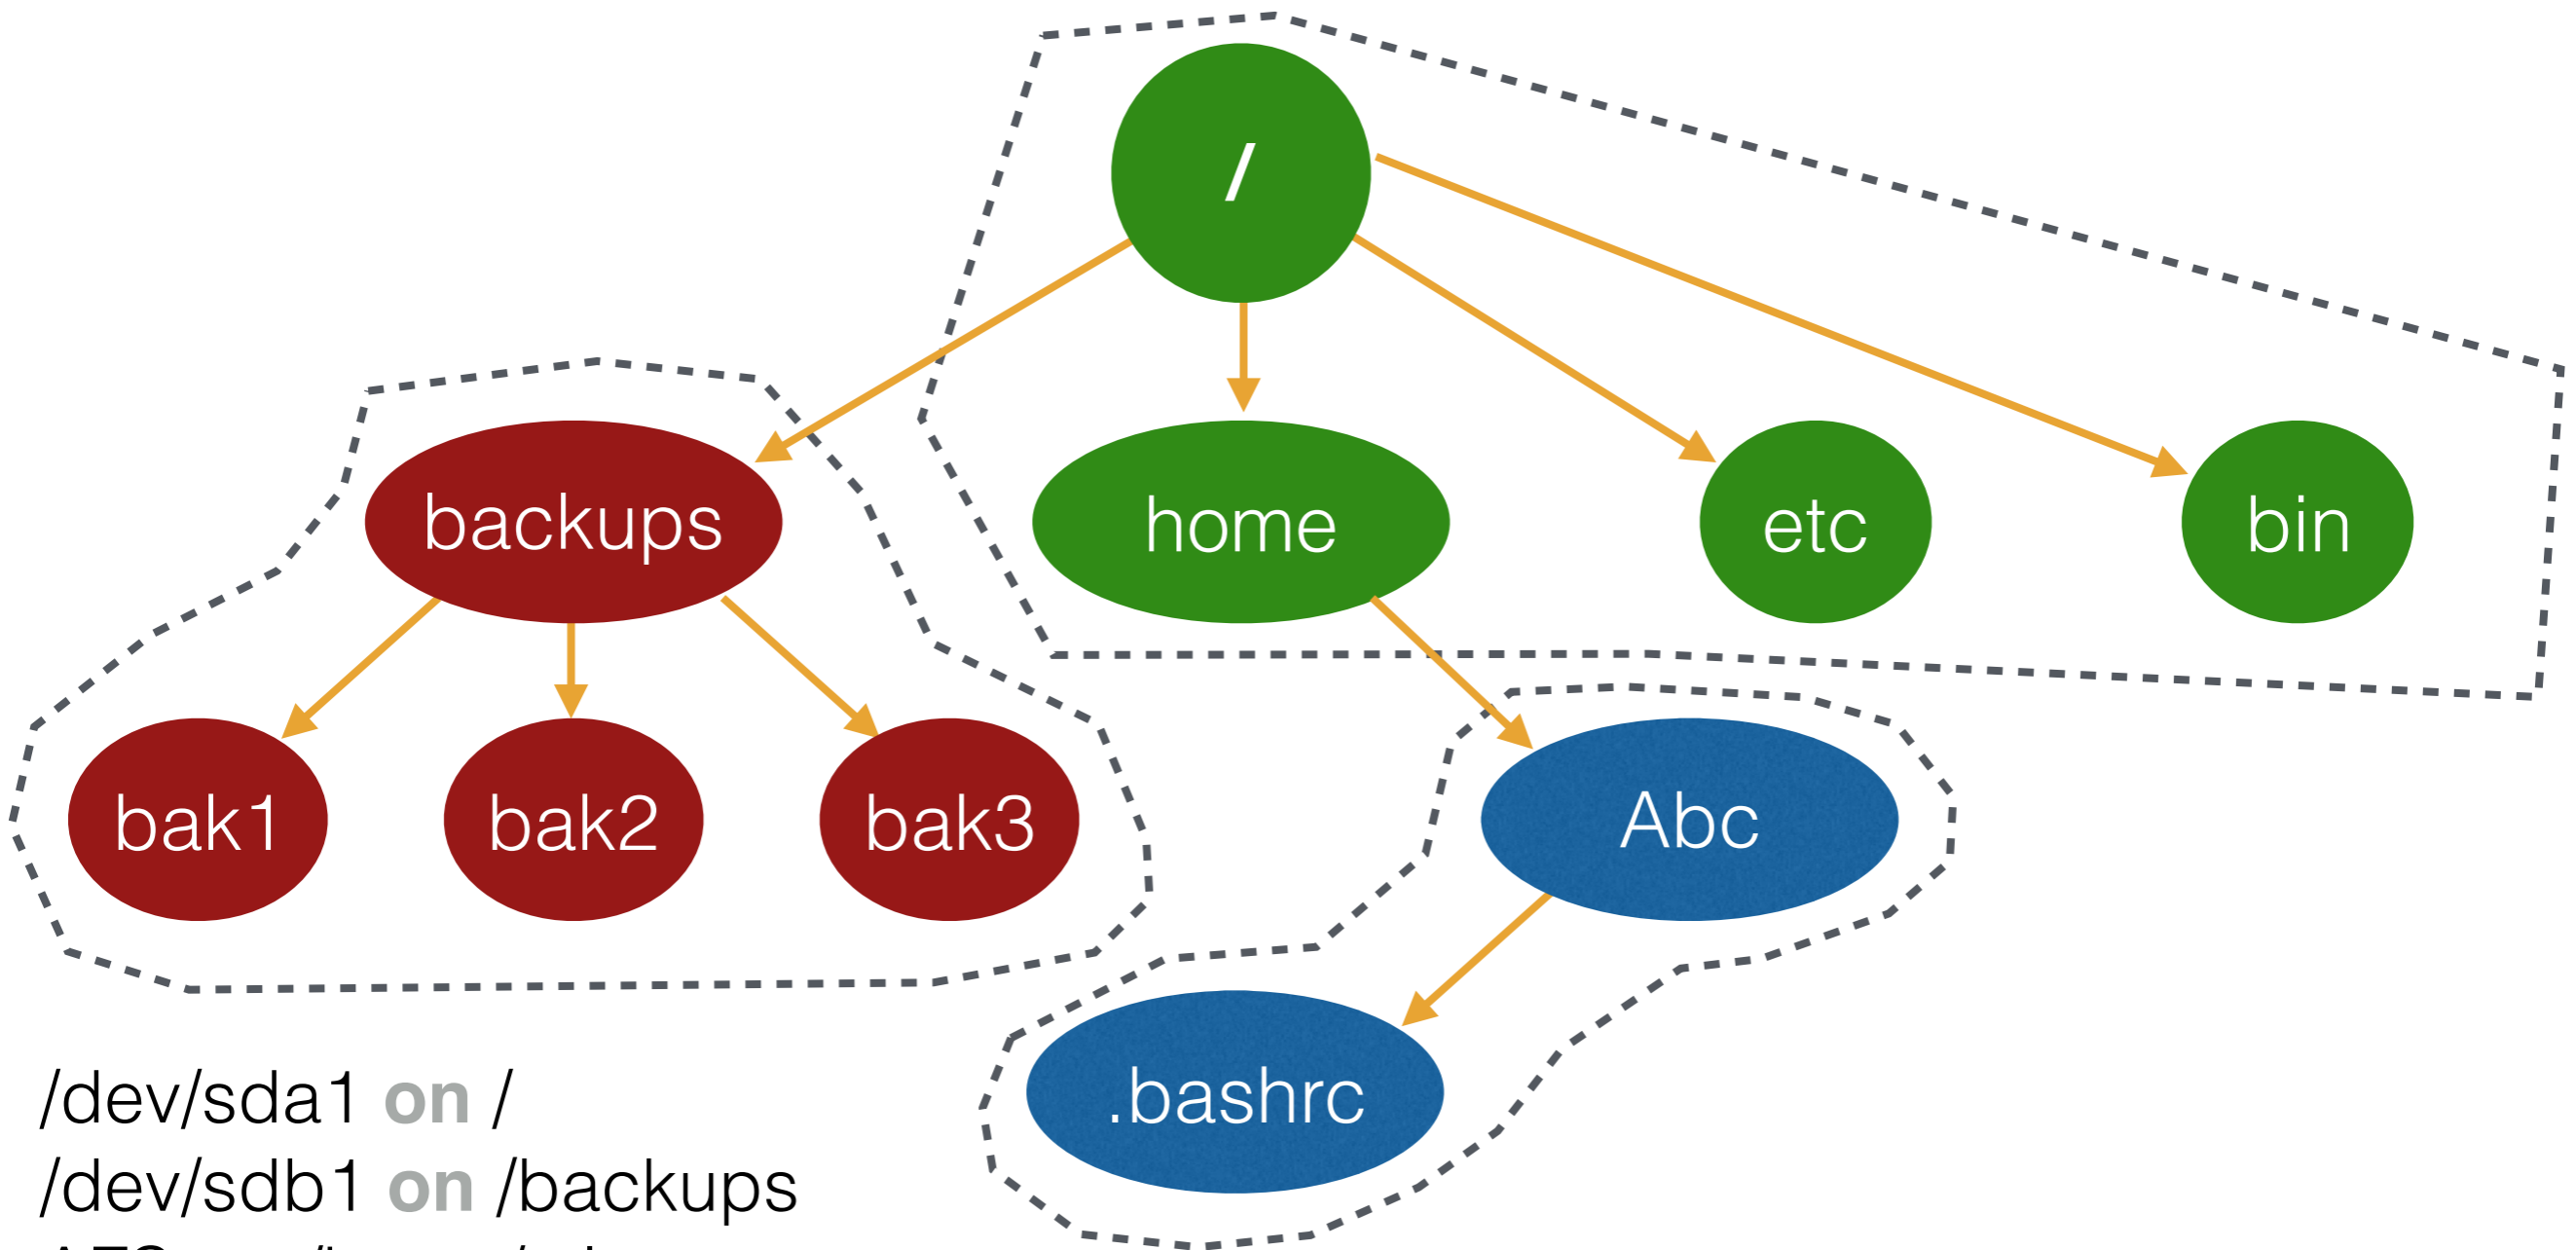 /
backups
home
etc
bin
bak1
bak2
bak3
Abc
.bashrc
/dev/sda1 on /
/dev/sdb1 on /backups